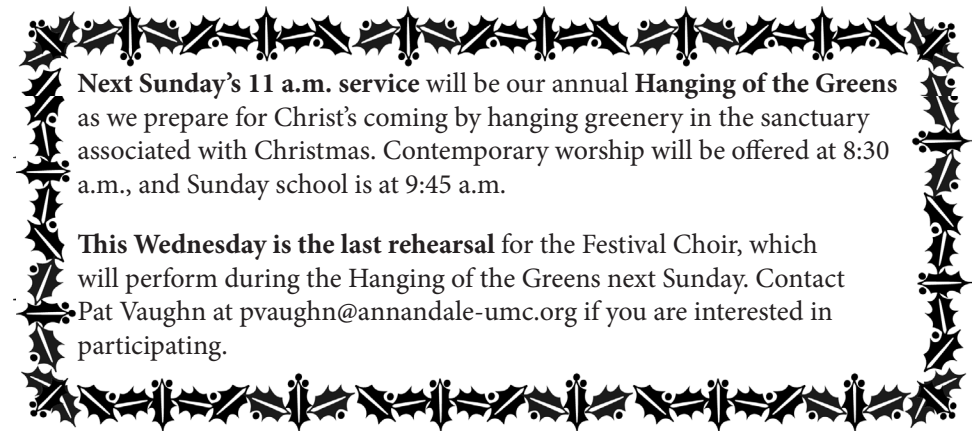 Next Sunday’s 11 a.m. service will be our annual Hanging of the Greens
as we prepare for Christ’s coming by hanging greenery in the sanctuary
associated with Christmas. Contemporary worship will be offered at 8:30
a.m., and Sunday school is at 9:45 a.m.
This Wednesday is the last rehearsal for the Festival Choir, which
will perform during the Hanging of the Greens next Sunday. Contact
Pat Vaughn at pvaughn@annandale-umc.org if you are interested in
participating.